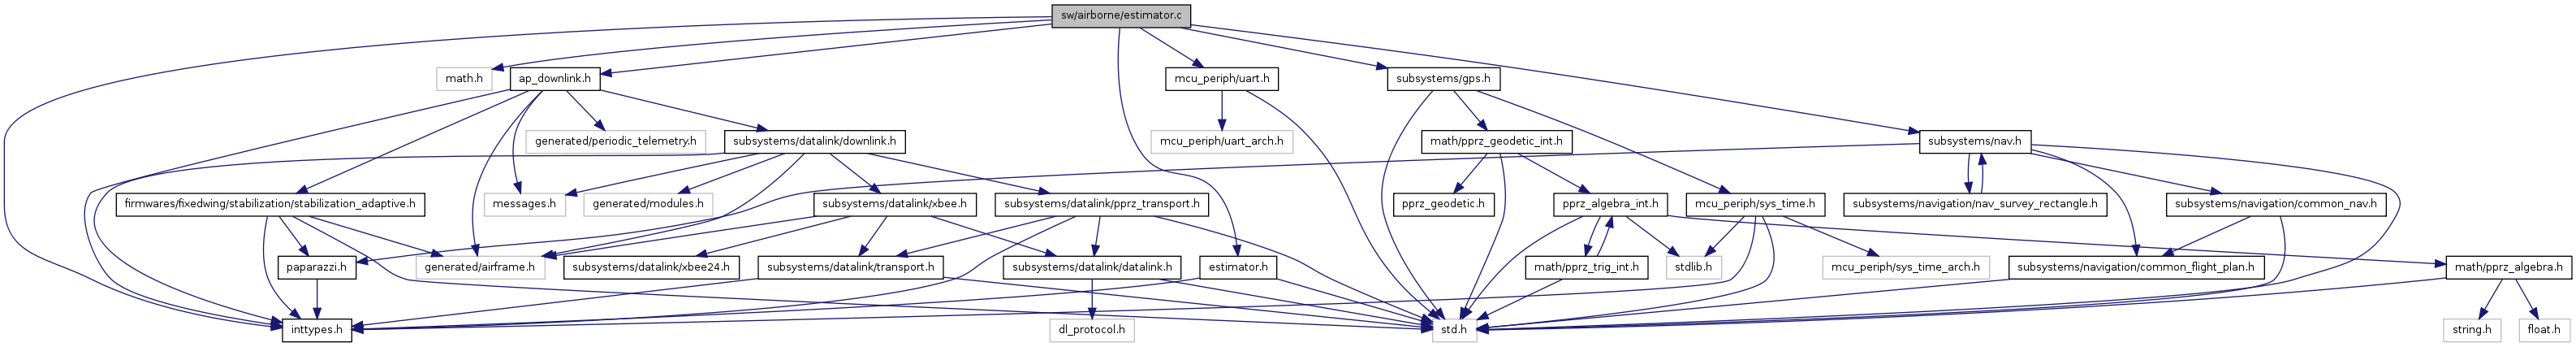 sw/airborne/estimator.c
math.h
ap_downlink.h
mcu_periph/uart.h
subsystems/gps.h
generated/periodic_telemetry.h
subsystems/datalink/downlink.h
mcu_periph/uart_arch.h
math/pprz_geodetic_int.h
subsystems/nav.h
firmwares/fixedwing/stabilization/stabilization_adaptive.h
messages.h
generated/modules.h
subsystems/datalink/xbee.h
subsystems/datalink/pprz_transport.h
pprz_geodetic.h
pprz_algebra_int.h
mcu_periph/sys_time.h
subsystems/navigation/nav_survey_rectangle.h
subsystems/navigation/common_nav.h
paparazzi.h
generated/airframe.h
subsystems/datalink/xbee24.h
subsystems/datalink/transport.h
subsystems/datalink/datalink.h
estimator.h
math/pprz_trig_int.h
stdlib.h
mcu_periph/sys_time_arch.h
subsystems/navigation/common_flight_plan.h
math/pprz_algebra.h
inttypes.h
dl_protocol.h
std.h
string.h
float.h